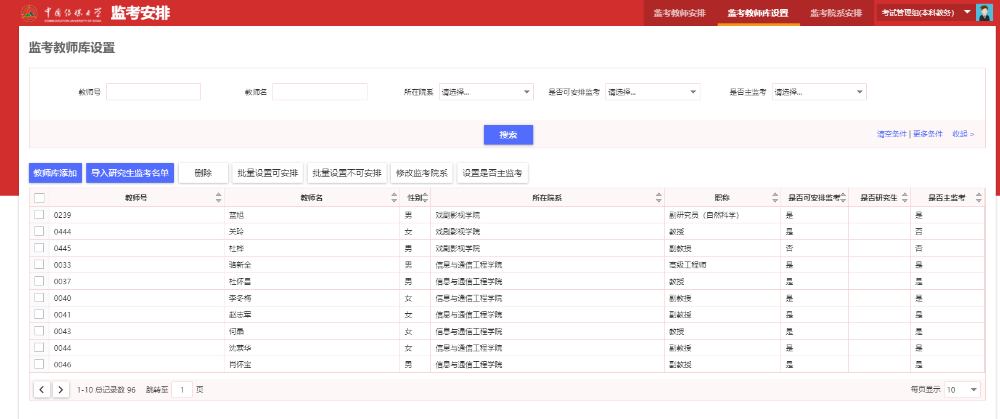 中国传媒大学
COMMUNICATION UNIVERSITY OF CHINA
监考安排
监考教师安排 监考教师库设置 监考院系安排 考试管理组(本科教务)
监考教师库设置
教师号 教师名 所在院系 请选择... 是否可安排监考 请选择... 是否主监考 请选择...
搜索
清空条件 | 更多条件 收起 >
教师库添加 导入研究生监考名单 删除 批量设置可安排 批量设置不可安排 修改监考院系 设置是否主监考
教师号 教师名 性别 所在院系 职称 是否可安排监考 是否研究生 是否主监考
0239 蓝旭 男 戏剧影视学院 副研究员（自然科学） 是 是
0444 关玲 女 戏剧影视学院 教授 是 否
0445 杜桦 男 戏剧影视学院 副教授 否 否
0033 骆新全 男 信息与通信工程学院 高级工程师 是 是
0037 杜怀昌 男 信息与通信工程学院 教授 是 是
0040 李冬梅 女 信息与通信工程学院 副教授 是 是
0041 赵志军 女 信息与通信工程学院 副教授 是 是
0043 何晶 女 信息与通信工程学院 教授 是 是
0044 沈萦华 女 信息与通信工程学院 副教授 是 是
0046 肖怀宝 男 信息与通信工程学院 副教授 是 是
1-10 总记录数 96 跳转至 1 页 每页显示 10